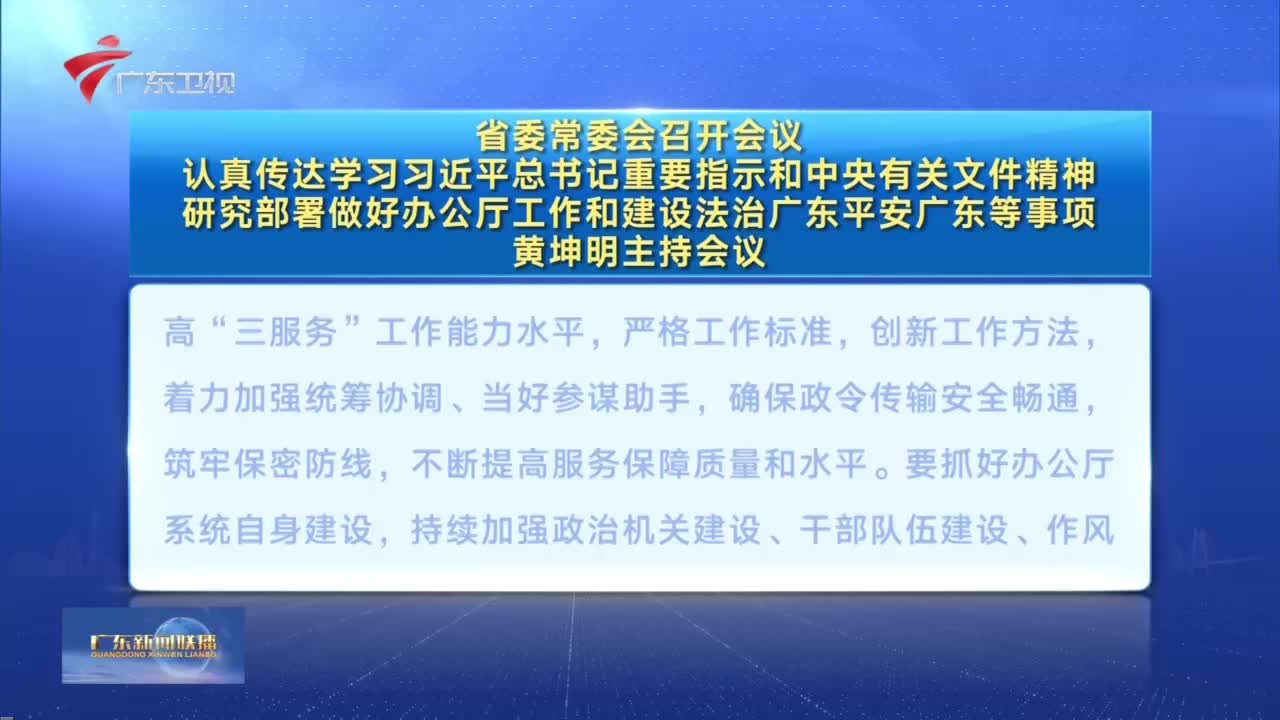 广东卫视
省委常委会召开会议
认真传达学习习近平总书记重要指示和中央有关文件精神
研究部署做好办公厅工作和建设法治广东平安广东等事项
黄坤明主持会议
高“三服务”工作能力水平，严格工作标准，创新工作方法，
着力加强统筹协调、当好参谋助手，确保政令传输安全畅通，
筑牢保密防线，不断提高服务保障质量和水平。要抓好办公厅
系统自身建设，持续加强政治机关建设、干部队伍建设、作风
广东新闻联播
GUANGDONG XINWEN LIANBO